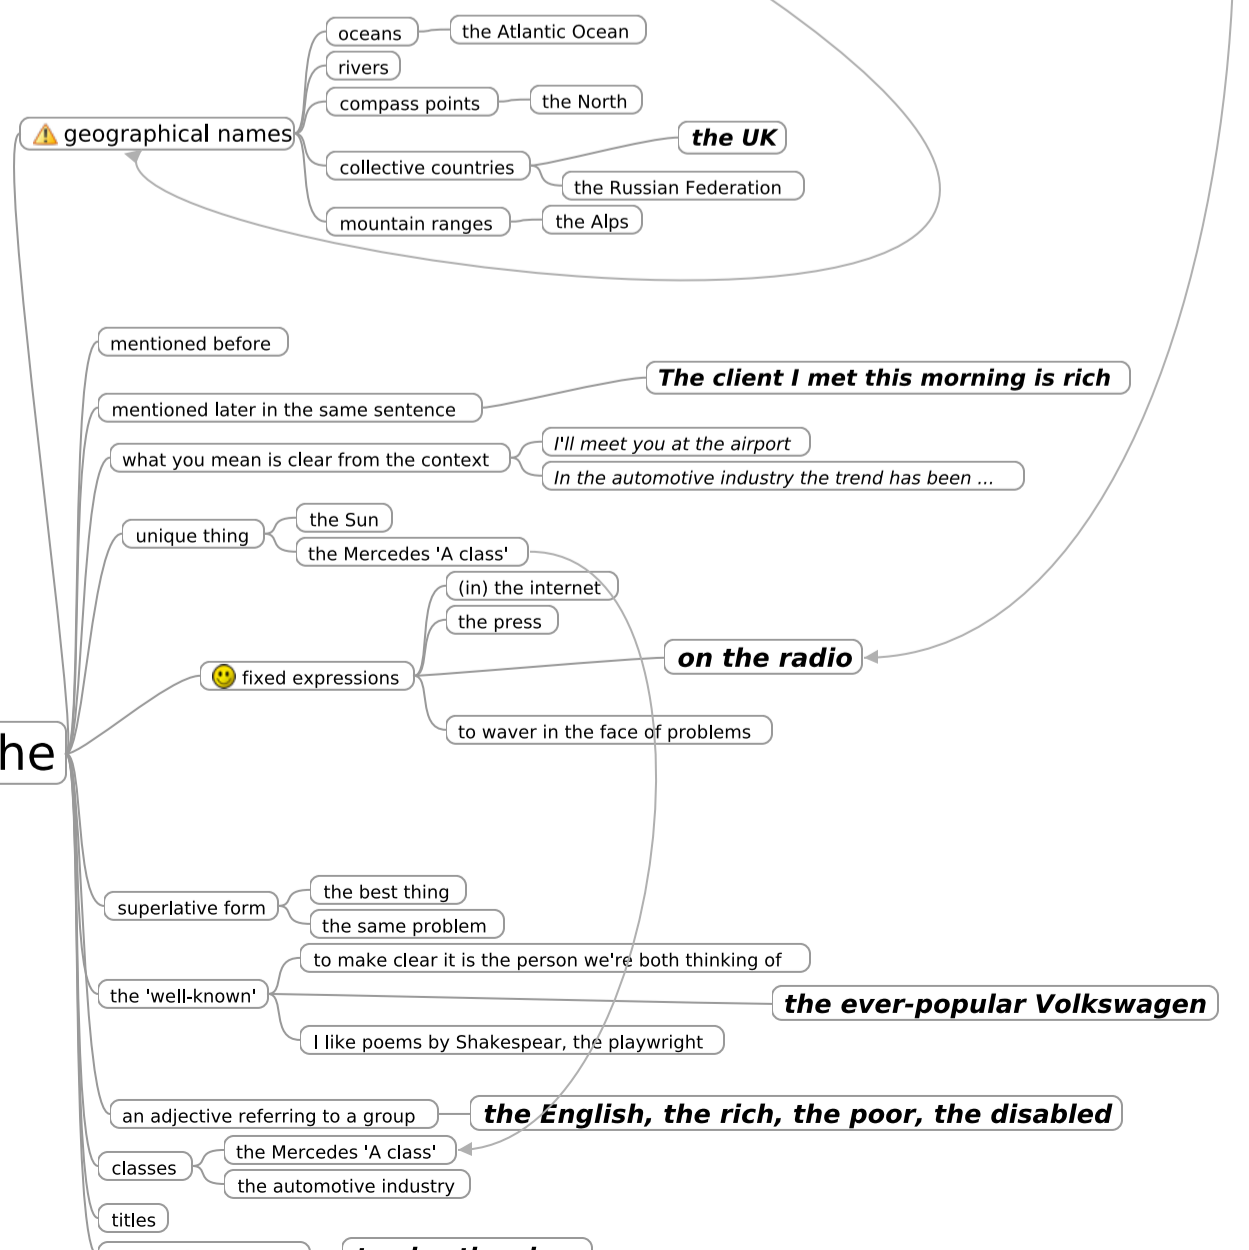 oceans
the Atlantic Ocean
rivers
compass points
the North
geographical names
the UK
collective countries
the Russian Federation
mountain ranges
the Alps
mentioned before
The client I met this morning is rich
mentioned later in the same sentence
I'll meet you at the airport
what you mean is clear from the context
In the automotive industry the trend has been ...
the Sun
unique thing
the Mercedes 'A class'
(in) the internet
the press
on the radio
fixed expressions
to waver in the face of problems
he
the best thing
superlative form
the same problem
to make clear it is the person we're both thinking of
the 'well-known'
the ever-popular Volkswagen
I like poems by Shakespear, the playwright
an adjective referring to a group
the English, the rich, the poor, the disabled
the Mercedes 'A class'
classes
the automotive industry
titles